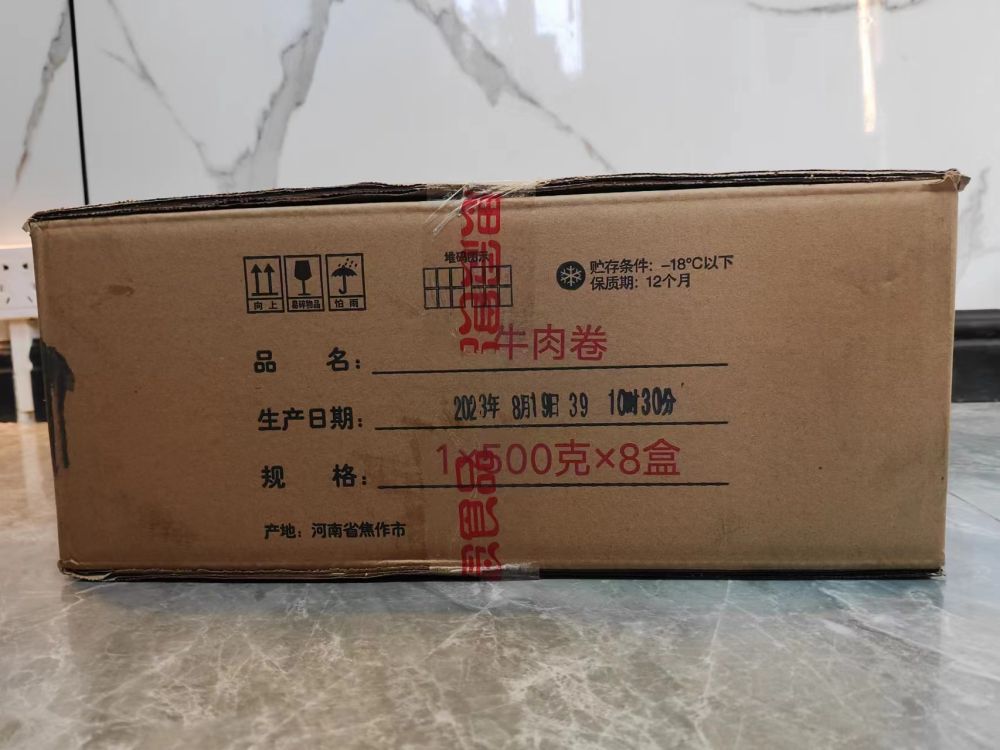 向上 易碎物品 怕雨
堆码图示
贮存条件：-18°C以下
保质期：12个月
品 名：牛肉卷
生产日期：2023年 8月19日 39 10时30分
规 格：1×500克×8盒
产地：河南省焦作市